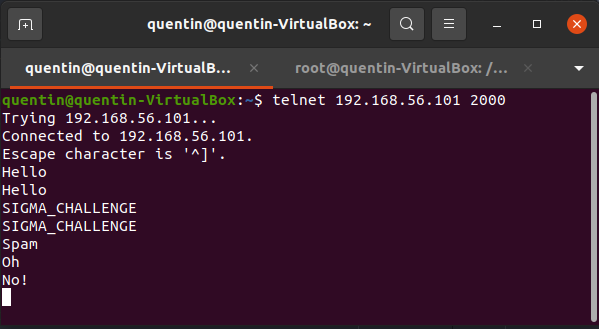 quentin@quentin-VirtualBox: ~
quentin@quentin-VirtualB...
root@quentin-VirtualBox: /...
quentin@quentin-VirtualBox:~$ telnet 192.168.56.101 2000
Trying 192.168.56.101...
Connected to 192.168.56.101.
Escape character is '^]'.
Hello
Hello
SIGMA_CHALLENGE
SIGMA_CHALLENGE
Spam
Oh
No!